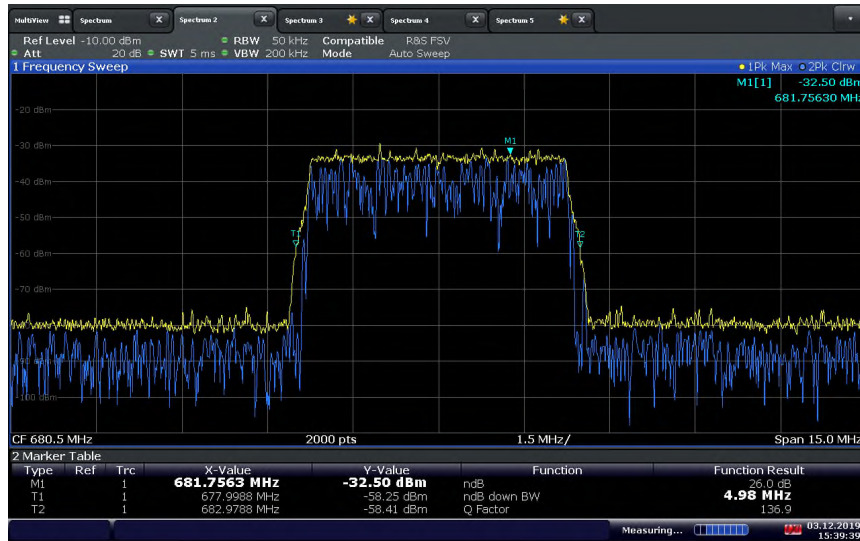 MultiView Spectrum X Spectrum 2 X Spectrum 3 X Spectrum 4 X Spectrum 5 X
Ref Level -10.00 dBm RBW 50 kHz Compatible R&S FSV
Att 20 dB SWT 5 ms VBW 200 kHz Mode Auto Sweep
1 Frequency Sweep 1Pk Max 2Pk Clrw
M1[1] -32.50 dBm
681.75630 MHz
-20 dBm
-30 dBm
M1
-40 dBm
-50 dBm
T1 T2
-60 dBm
-70 dBm
-100 dBm
CF 680.5 MHz 2000 pts 1.5 MHz/ Span 15.0 MHz
2 Marker Table
Type Ref Trc X-Value Y-Value Function Function Result
M1 1 681.7563 MHz -32.50 dBm ndB 26.0 dB
T1 1 677.9988 MHz -58.25 dBm ndB down BW 4.98 MHz
T2 1 682.9788 MHz -58.41 dBm Q Factor 136.9
Measuring... 03.12.2019
15:39:39